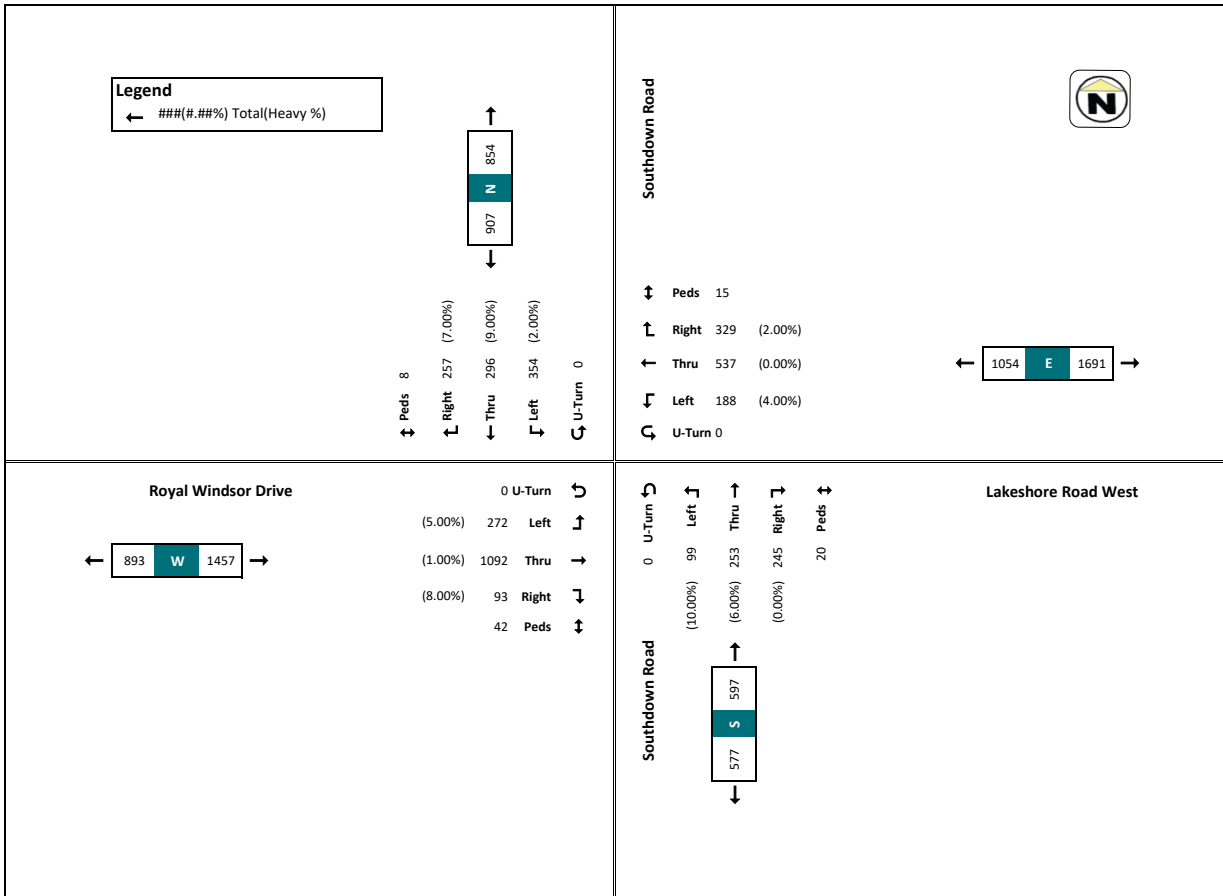 Legend
← ###(#.##%) Total(Heavy %)
854
N
907
Peds 8
Right 257 (7.00%)
Thru 296 (9.00%)
Left 354 (2.00%)
U-Turn 0
Southdown Road
N
Peds 15
Right 329 (2.00%)
Thru 537 (0.00%)
Left 188 (4.00%)
U-Turn 0
1054 E 1691
Royal Windsor Drive
0 U-Turn
(5.00%) 272 Left
(1.00%) 1092 Thru
(8.00%) 93 Right
42 Peds
893 W 1457
0 U-Turn
(10.00%) 99 Left
(6.00%) 253 Thru
(0.00%) 245 Right
20 Peds
Southdown Road
597
S
577
Lakeshore Road West